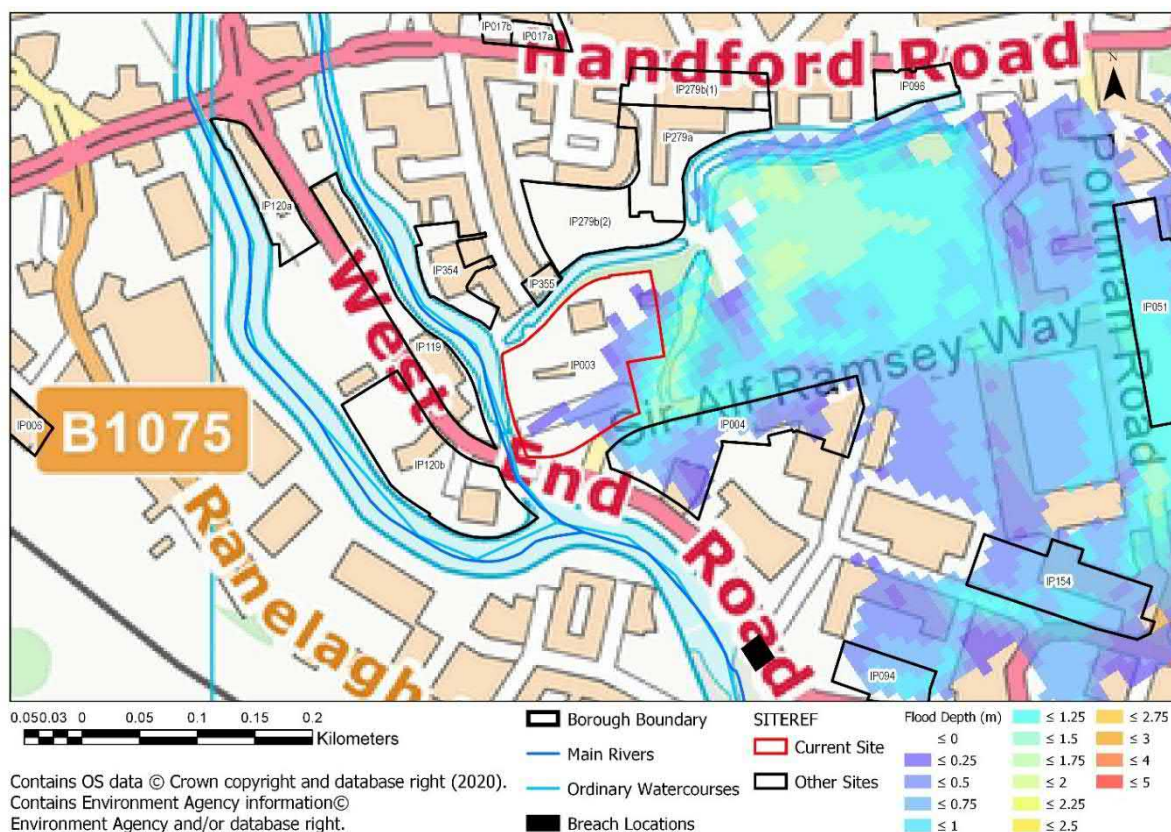 IP017b
IP017a
Handford Road
IP279b(1)
IP096
N
IP279a
IP120a
IP279b(2)
Portman Road
IP354
IP355
IP051
West End Road
IP119
IP003
Sir Alf Ramsey Way
IP006
B1075
IP004
IP120b
Ranelagh
IP154
IP094
0.05 0.03 0 0.05 0.1 0.15 0.2
Kilometers
Contains OS data © Crown copyright and database right (2020).
Contains Environment Agency information©
Environment Agency and/or database right.
Borough Boundary
Main Rivers
Ordinary Watercourses
Breach Locations
SITEREF
Current Site
Other Sites
Flood Depth (m)
≤ 0
≤ 0.25
≤ 0.5
≤ 0.75
≤ 1
≤ 1.25
≤ 1.5
≤ 1.75
≤ 2
≤ 2.25
≤ 2.5
≤ 2.75
≤ 3
≤ 4
≤ 5